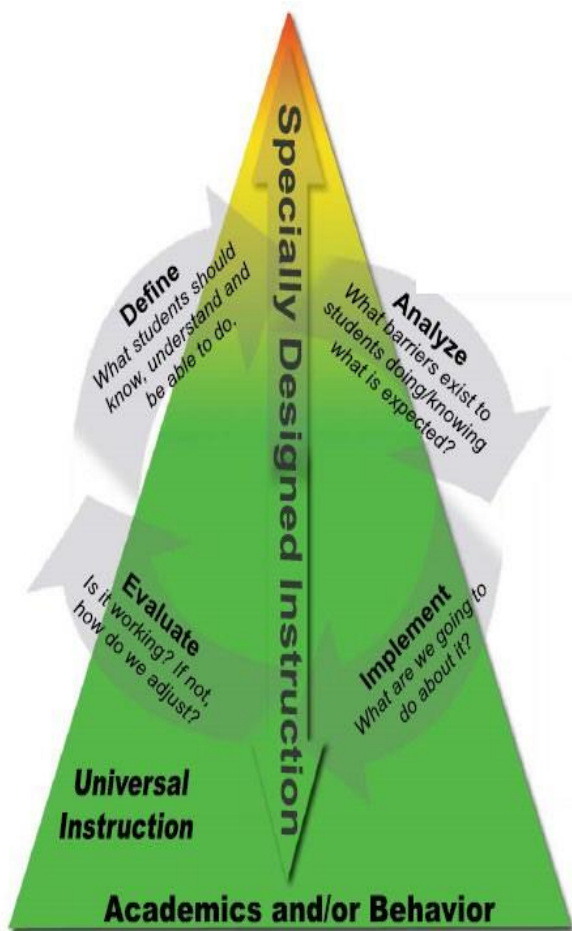 Specially Designed Instruction
Define
What students should
know, understand and
be able to do.
Analyze
What barriers exist to
students doing/knowing
what is expected?
Implement
What are we going to
do about it?
Evaluate
Is it working? If not,
how do we adjust?
Universal
Instruction
Academics and/or Behavior